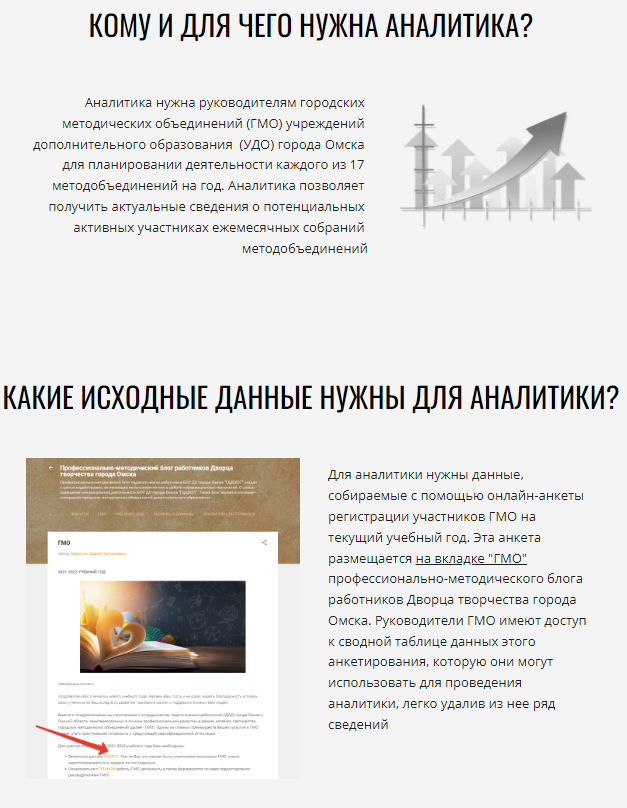 КОМУ И ДЛЯ ЧЕГО НУЖНА АНАЛИТИКА?
Аналитика нужна руководителям городских
методических объединений (ГМО) учреждений
дополнительного образования (УДО) города Омска
для планировании деятельности каждого из 17
методобъединений на год. Аналитика позволяет
получить актуальные сведения о потенциальных
активных участниках ежемесячных собраний
методобъединений
КАКИЕ ИСХОДНЫЕ ДАННЫЕ НУЖНЫ ДЛЯ АНАЛИТИКИ?
Профессионально-методический блог работников Дворца
творчества города Омска
ГМО
2021-2022 УЧЕБНЫЙ ГОД
Для аналитики нужны данные,
собираемые с помощью онлайн-анкеты
регистрации участников ГМО на
текущий учебный год. Эта анкета
размещается на вкладке "ГМО"
профессионально-методического блога
работников Дворца творчества города
Омска. Руководители ГМО имеют доступ
к сводной таблице данных этого
анкетирования, которую они могут
использовать для проведения
аналитики, легко удалив из нее ряд
сведений